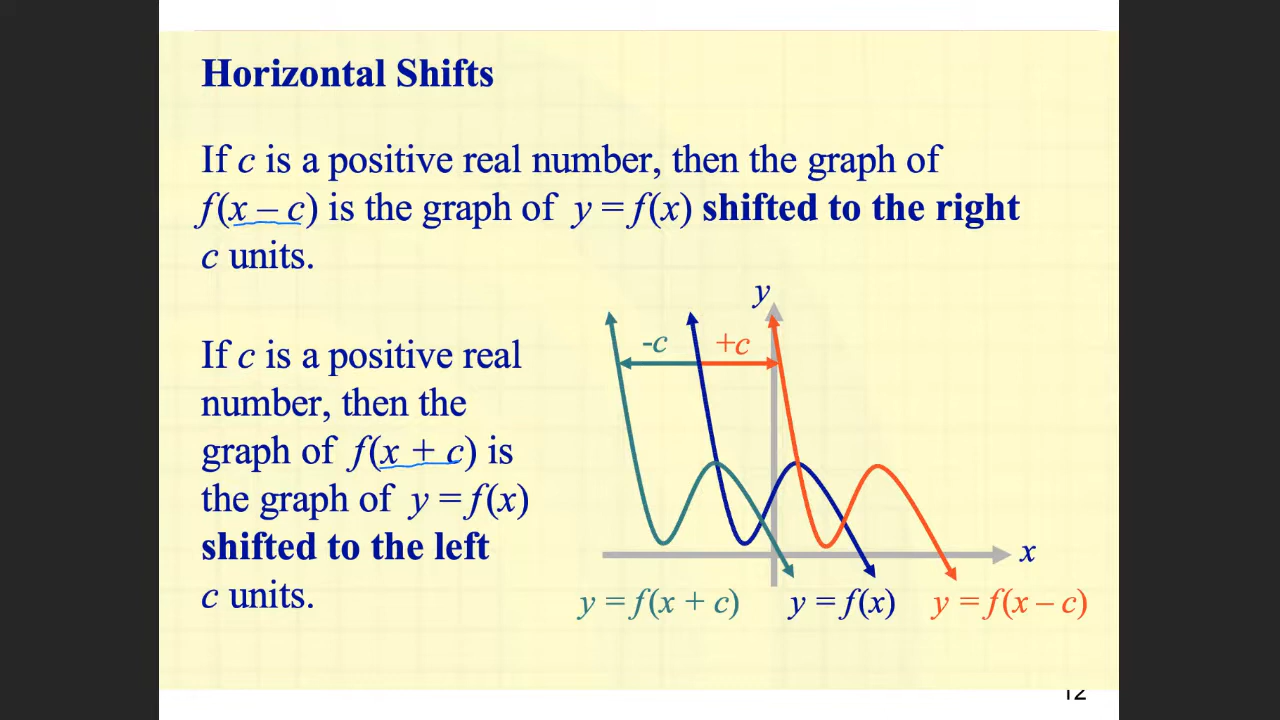 Horizontal Shifts
If c is a positive real number, then the graph of
f(x – c) is the graph of y = f(x) shifted to the right
c units.
If c is a positive real
number, then the
graph of f(x + c) is
the graph of y = f(x)
shifted to the left
c units.
y
-c +c
x
y = f(x + c) y = f(x) y = f(x – c)
12